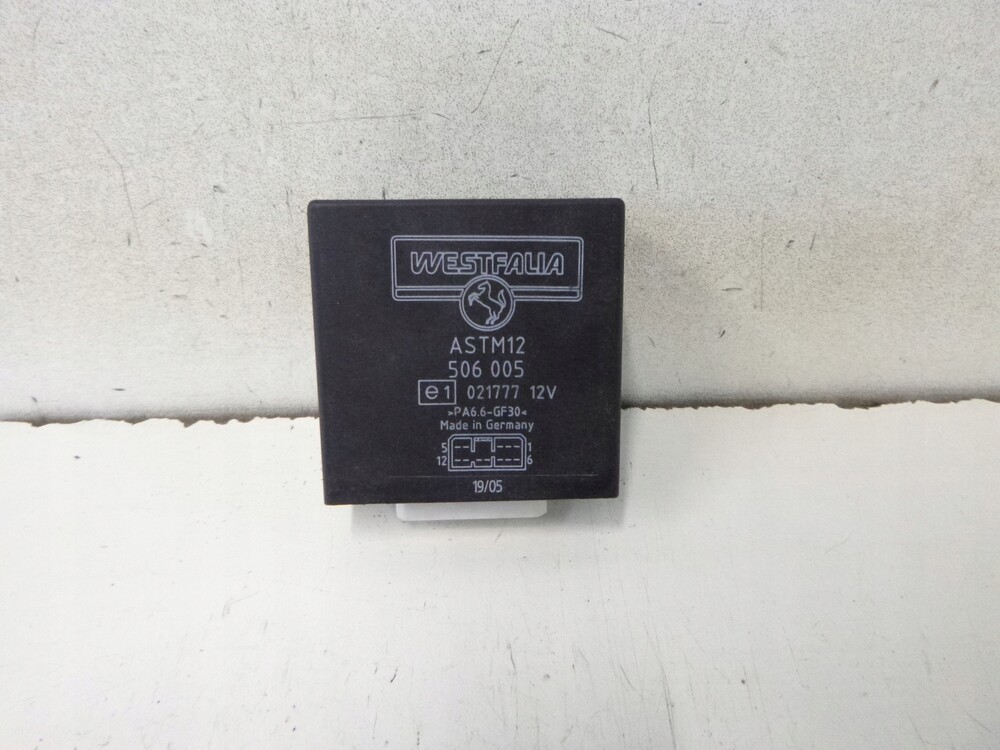 WESTFALIA
ASTM12
506 005
e1 021777 12V
>PA6.6-GF30<
Made in Germany
5 1
12 6
19/05